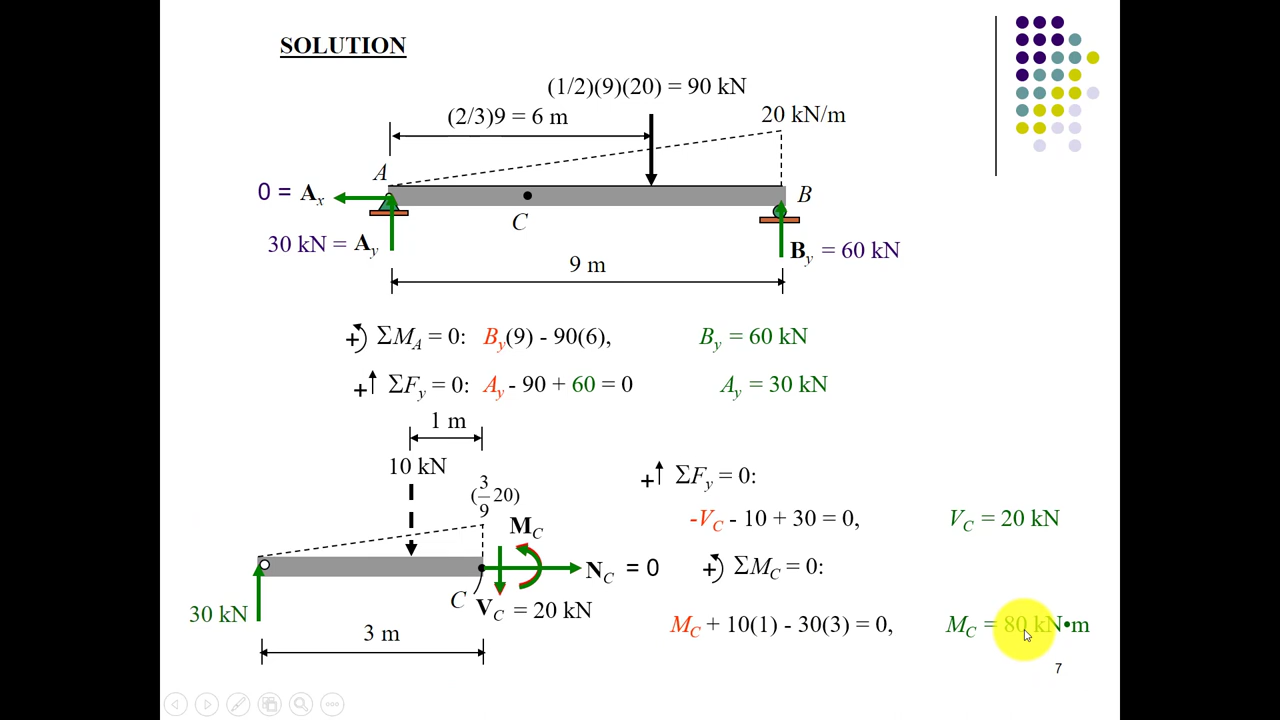 SOLUTION
(1/2)(9)(20) = 90 kN
(2/3)9 = 6 m
20 kN/m
A
0 = Ax
C
B
30 kN = Ay
By = 60 kN
9 m
+ ΣMA = 0: By(9) - 90(6), By = 60 kN
+ ΣFy = 0: Ay - 90 + 60 = 0 Ay = 30 kN
1 m
10 kN
(3/9 20)
MC
NC = 0
C
VC = 20 kN
30 kN
3 m
+ ΣFy = 0:
-VC - 10 + 30 = 0, VC = 20 kN
+ ΣMC = 0:
MC + 10(1) - 30(3) = 0, MC = 80 kN•m
7